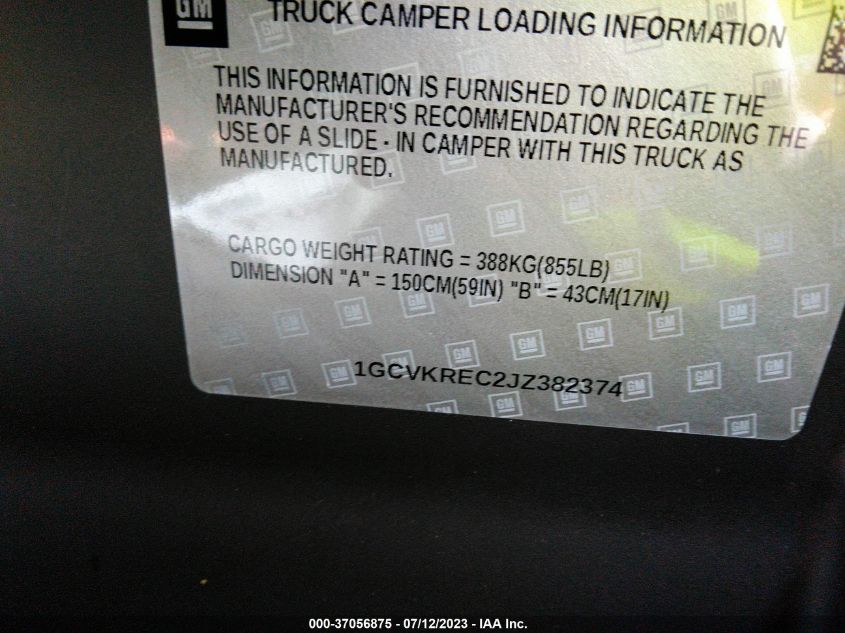 GM
TRUCK CAMPER LOADING INFORMATION
THIS INFORMATION IS FURNISHED TO INDICATE THE
MANUFACTURER'S RECOMMENDATION REGARDING THE
USE OF A SLIDE - IN CAMPER WITH THIS TRUCK AS
MANUFACTURED.
CARGO WEIGHT RATING = 388KG(855LB)
DIMENSION "A" = 150CM(59IN) "B" = 43CM(17IN)
1GCVKREC2JZ382374
000-37056875 - 07/12/2023 - IAA Inc.